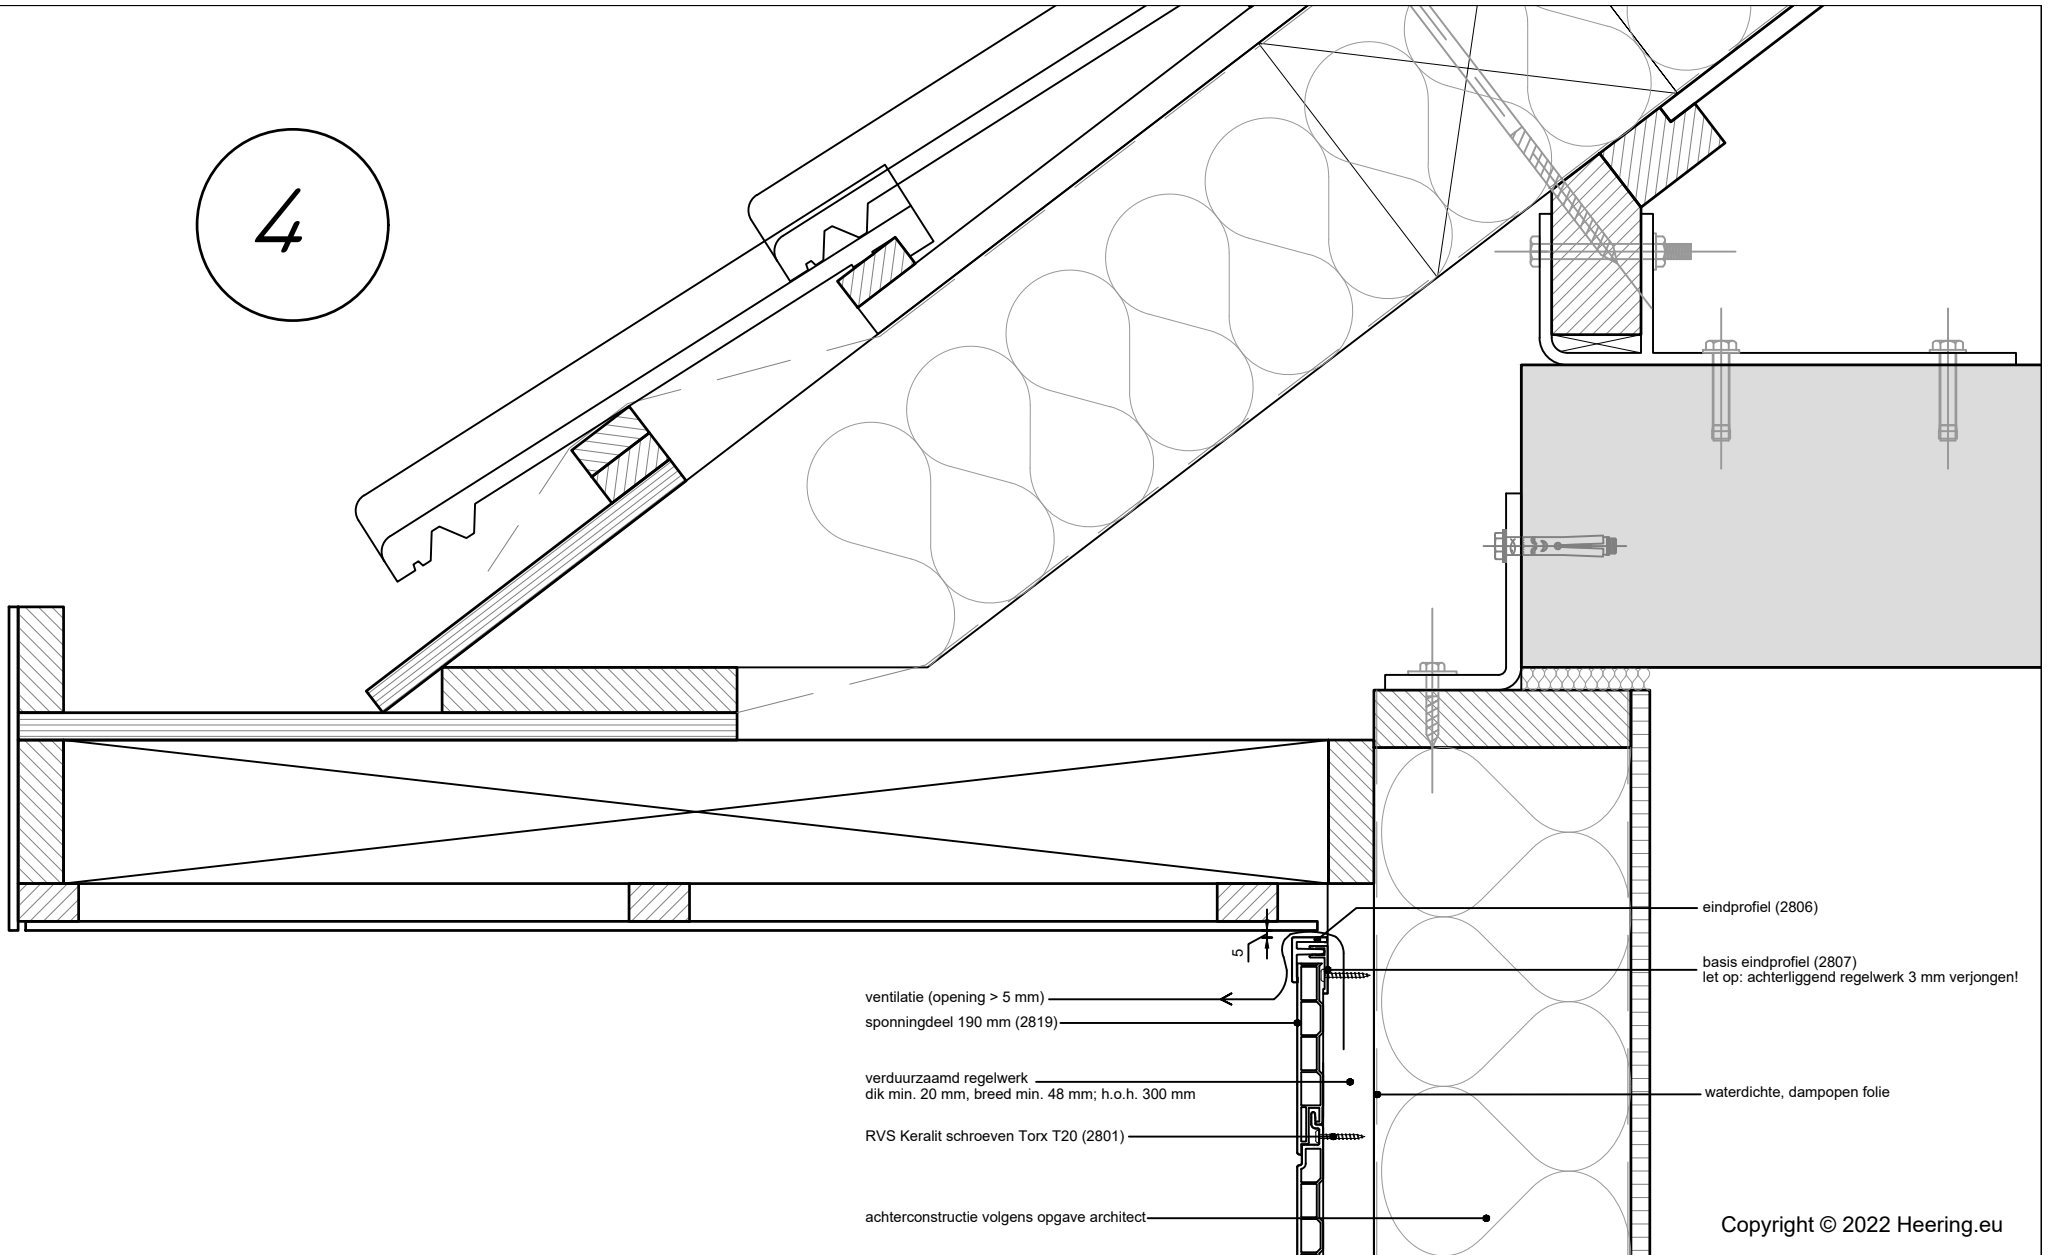 4
eindprofiel (2806)
5
basis eindprofiel (2807)
let op: achterliggend regelwerk 3 mm verjongen!
ventilatie (opening > 5 mm)
sponningdeel 190 mm (2819)
verduurzaamd regelwerk
dik min. 20 mm, breed min. 48 mm; h.o.h. 300 mm
waterdichte, dampopen folie
RVS Keralit schroeven Torx T20 (2801)
achterconstructie volgens opgave architect
Copyright © 2022 Heering.eu